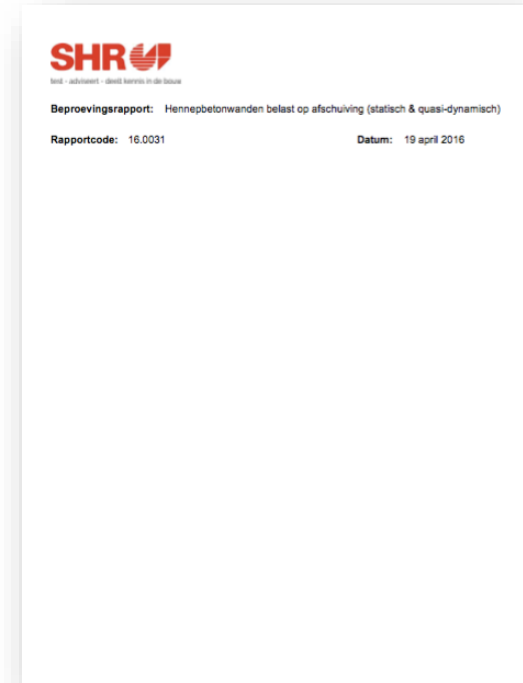 SHR
test - adviseert - deelt kennis in de bouw
Beproevingsrapport: Hennepbetonwanden belast op afschuiving (statisch & quasi-dynamisch)
Rapportcode: 16.0031 Datum: 19 april 2016